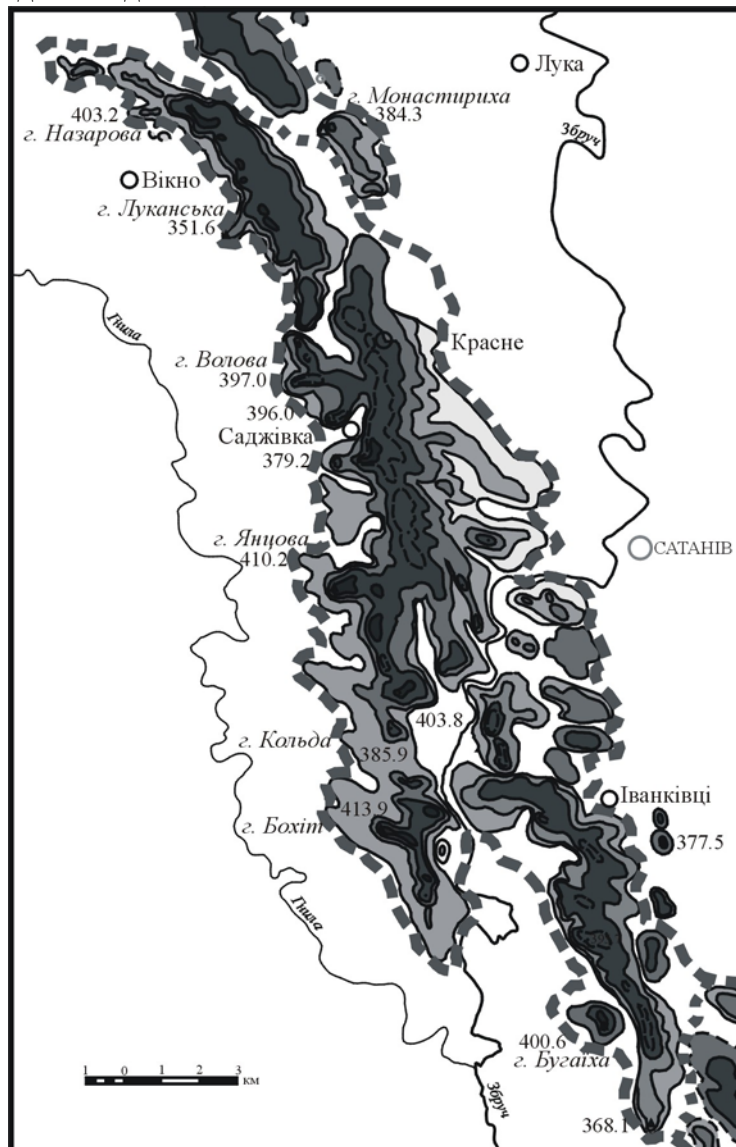 Лука
г. Монастириха
384.3
Збруч
403.2
г. Назарова
Вікно
г. Луканська
351.6
Гнила
Красне
г. Волова
397.0
396.0
Саджівка
379.2
г. Янцова
410.2
САТАНІВ
403.8
г. Кольда
385.9
Іванківці
413.9
г. Бохіт
377.5
Гнила
400.6
г. Бугаїха
1 0 1 2 3
км
Збруч
368.1